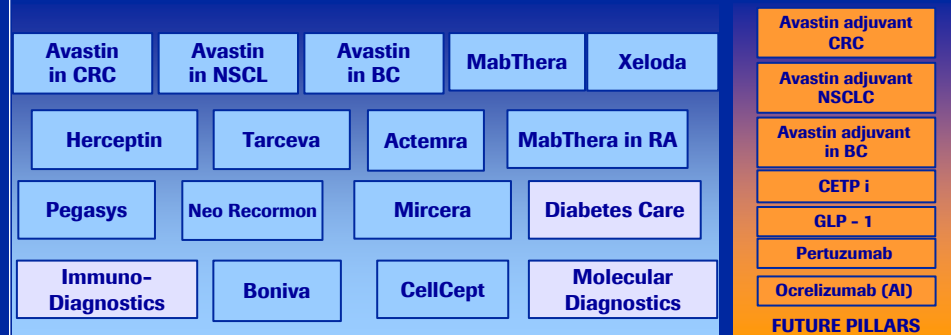 Avastin
in CRC
Avastin
in NSCL
Avastin
in BC
MabThera
Xeloda
Herceptin
Tarceva
Actemra
MabThera in RA
Pegasys
Neo Recormon
Mircera
Diabetes Care
Immuno-
Diagnostics
Boniva
CellCept
Molecular
Diagnostics
Avastin adjuvant
CRC
Avastin adjuvant
NSCLC
Avastin adjuvant
in BC
CETP i
GLP - 1
Pertuzumab
Ocrelizumab (AI)
FUTURE PILLARS